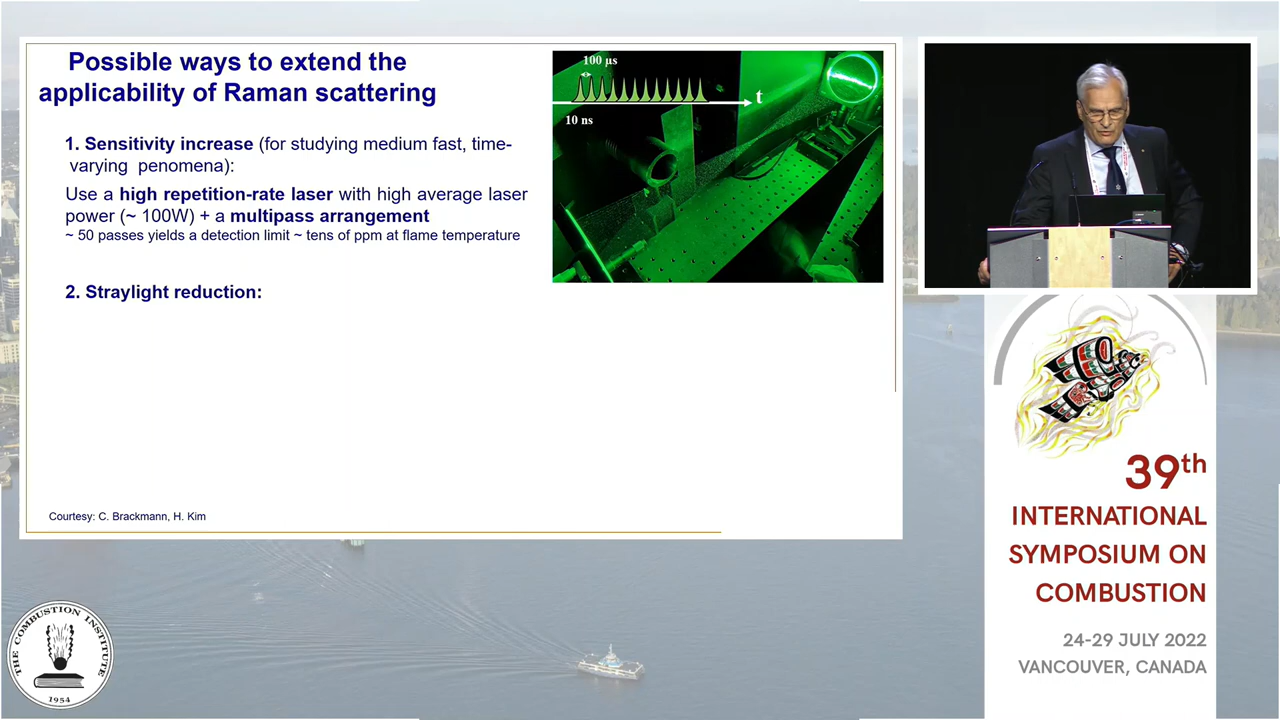 Possible ways to extend the
applicability of Raman scattering
1. Sensitivity increase (for studying medium fast, time-
varying penomena):
Use a high repetition-rate laser with high average laser
power (~ 100W) + a multipass arrangement
~ 50 passes yields a detection limit ~ tens of ppm at flame temperature
2. Straylight reduction:
Courtesy: C. Brackmann, H. Kim
100 µs
t
10 ns
39th
INTERNATIONAL
SYMPOSIUM ON
COMBUSTION
24-29 JULY 2022
VANCOUVER, CANADA
THE COMBUSTION INSTITUTE
1954